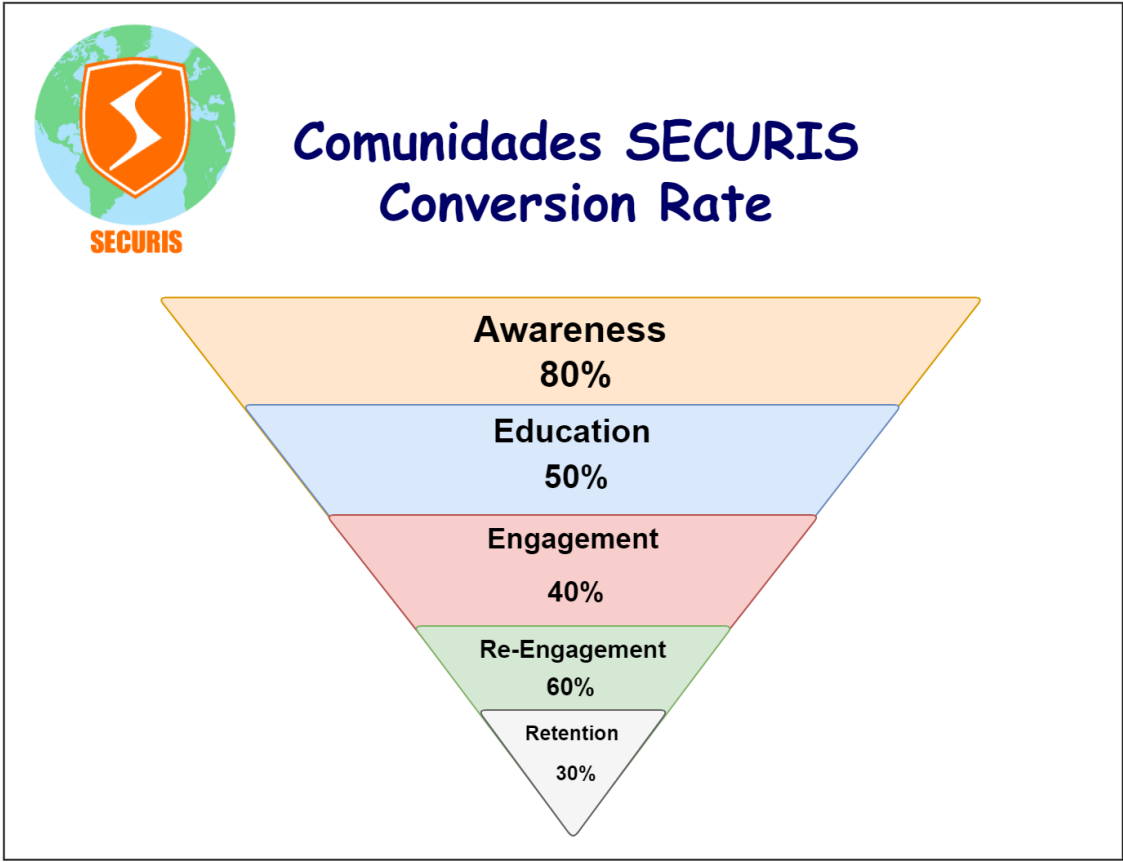 SECURIS
Comunidades SECURIS
Conversion Rate
Awareness
80%
Education
50%
Engagement
40%
Re-Engagement
60%
Retention
30%